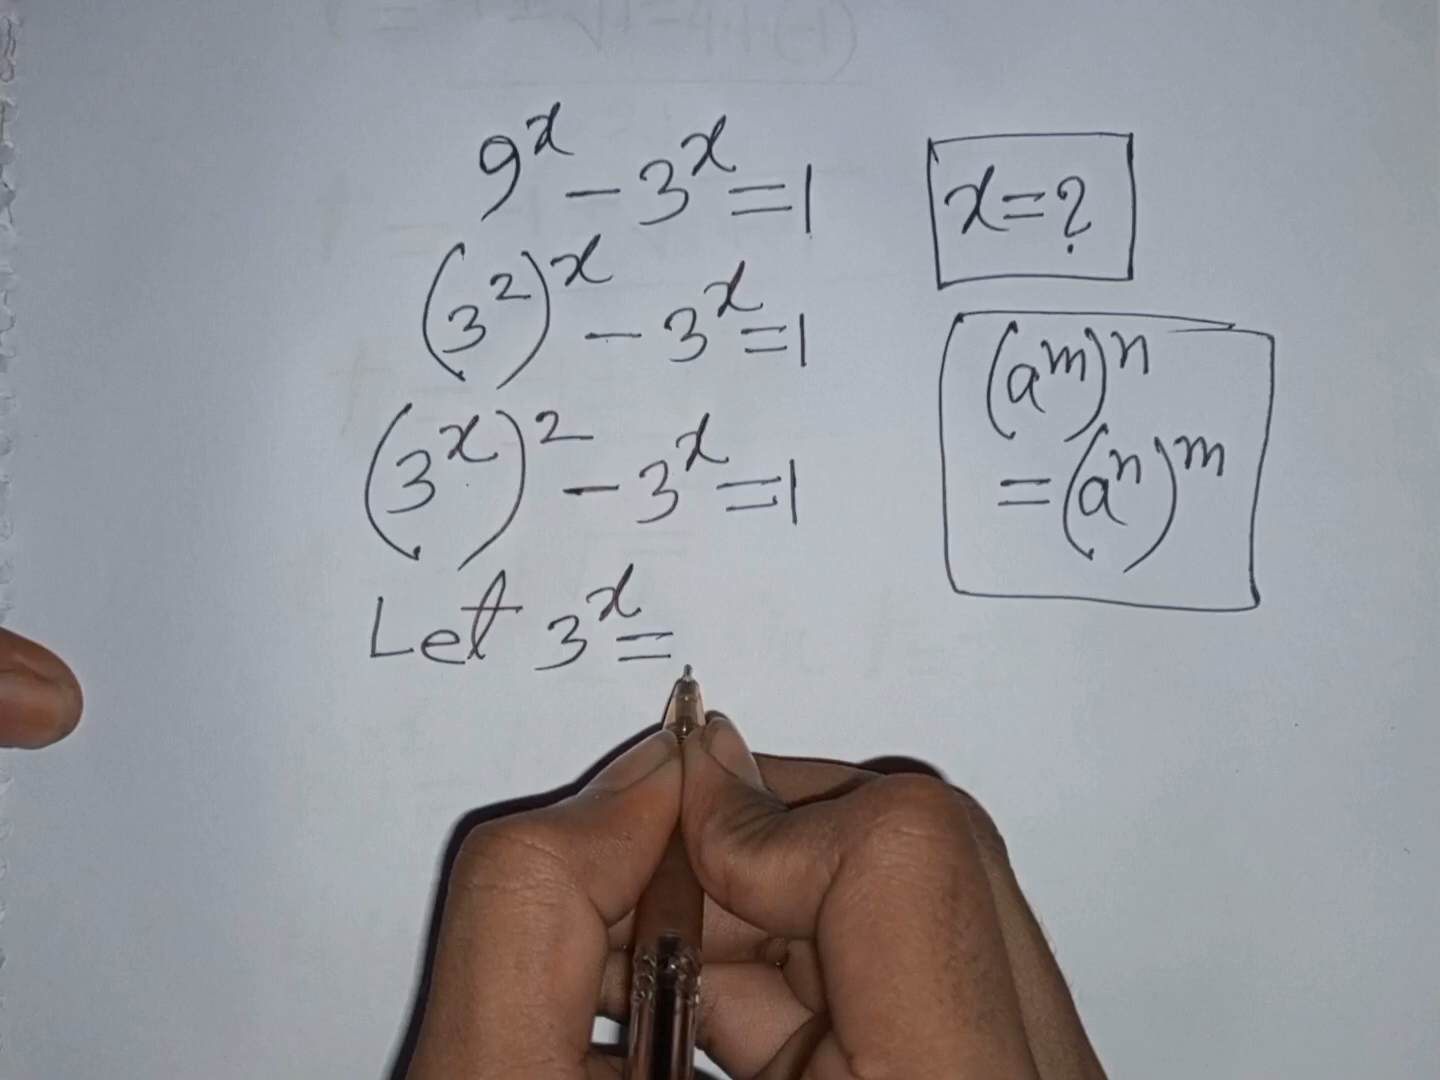 9^x - 3^x = 1
x = ?
(3^2)^x - 3^x = 1
(a^m)^n
= (a^n)^m
(3^x)^2 - 3^x = 1
Let 3^x =